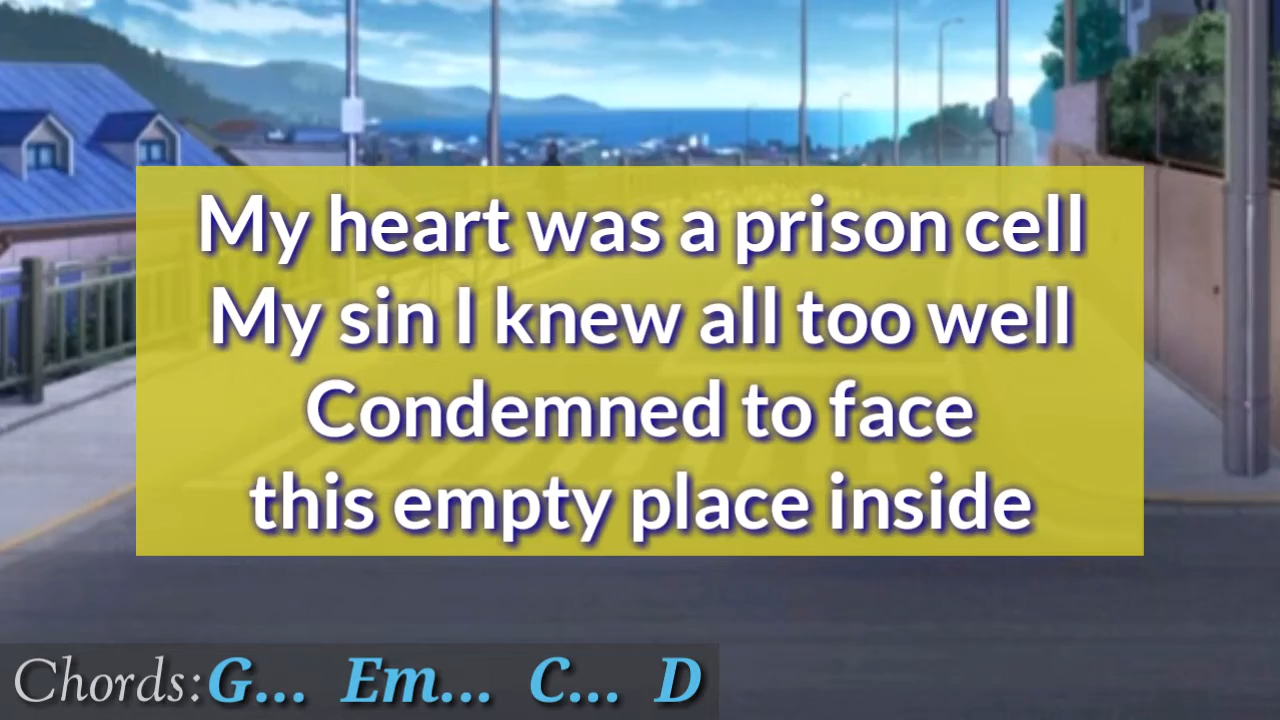 My heart was a prison cell
My sin I knew all too well
Condemned to face
this empty place inside
Chords: G... Em... C... D